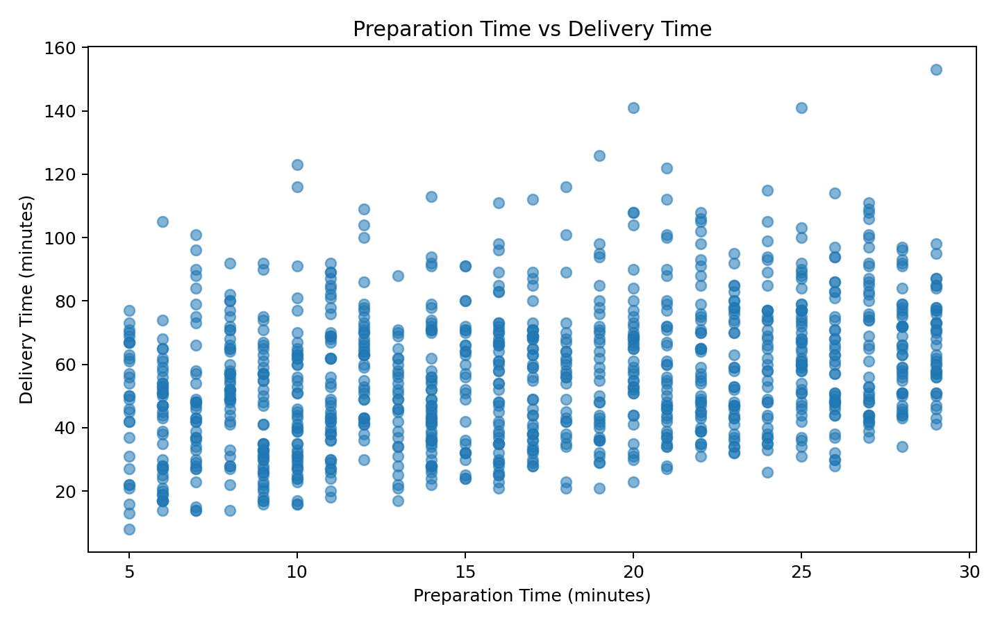 Preparation Time vs Delivery Time
160
140
120
100
80
60
40
20
Delivery Time (minutes)
5 10 15 20 25 30
Preparation Time (minutes)